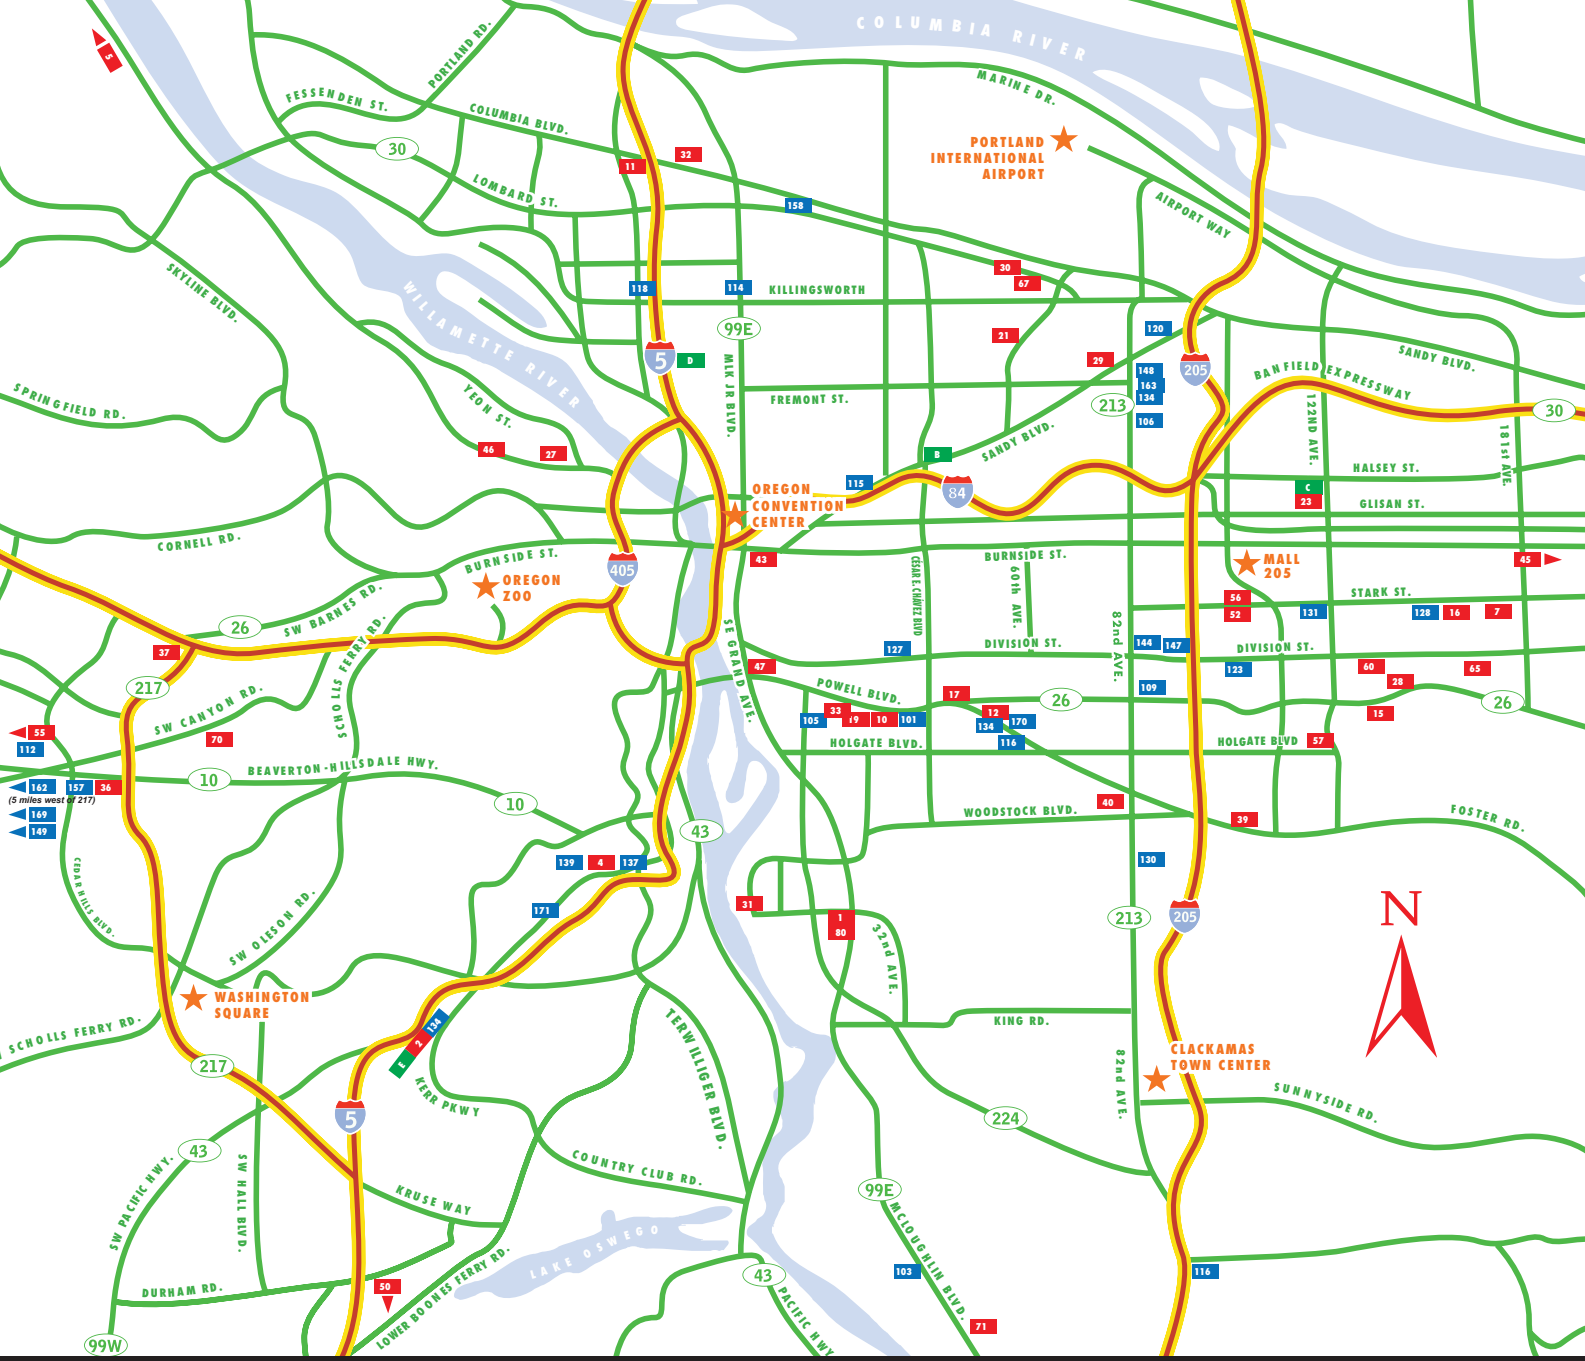 COLUMBIA RIVER
5
PORTLAND RD.
FESSENDEN ST.
COLUMBIA BLVD.
MARINE DR.
PORTLAND
INTERNATIONAL
AIRPORT
30
32
11
LOMBARD ST.
158
AIRPORT WAY
SKYLINE BLVD.
WILLAMETTE RIVER
118
114
KILLINGSWORTH
30
67
99E
120
21
5
D
29
205
148
163
134
106
213
SANDY BLVD.
BANFIELD EXPRESSWAY
30
SPRINGFIELD RD.
YEON ST.
MLK JR BLVD.
FREMONT ST.
SANDY BLVD.
122ND AVE.
181st AVE.
46
27
B
115
84
HALSEY ST.
C
23
GLISAN ST.
OREGON
CONVENTION
CENTER
CORNELL RD.
BURNSIDE ST.
405
43
BURNSIDE ST.
MALL
205
45
OREGON
ZOO
CESAR E. CHAVEZ BLVD
60th AVE.
82nd AVE.
STARK ST.
56
52
131
128
16
7
26
SW BARNES RD.
SCHOLLS FERRY RD.
SE GRAND AVE.
37
127
DIVISION ST.
144
147
DIVISION ST.
123
60
28
65
217
47
109
POWELL BLVD.
17
26
26
SW CANYON RD.
33
19
10
101
105
12
134
170
116
15
55
112
70
HOLGATE BLVD.
HOLGATE BLVD
57
10
BEAVERTON-HILLSDALE HWY.
162
157
36
(5 miles west of 217)
169
149
10
43
40
WOODSTOCK BLVD.
39
FOSTER RD.
CEDAR HILLS BLVD.
139
4
137
130
171
31
1
80
32nd AVE.
213
205
N
SW OLESON RD.
WASHINGTON
SQUARE
SCHOLLS FERRY RD.
134
2
E
TERWILLIGER BLVD.
KING RD.
82nd AVE.
CLACKAMAS
TOWN CENTER
217
KERR PKWY
5
224
SUNNYSIDE RD.
43
SW PACIFIC HWY.
SW HALL BLVD.
COUNTRY CLUB RD.
KRUSE WAY
99E
MCLOUGHLIN BLVD.
LAKE OSWEGO
LOWER BOONES FERRY RD.
DURHAM RD.
50
43
PACIFIC HWY
103
116
71
99W